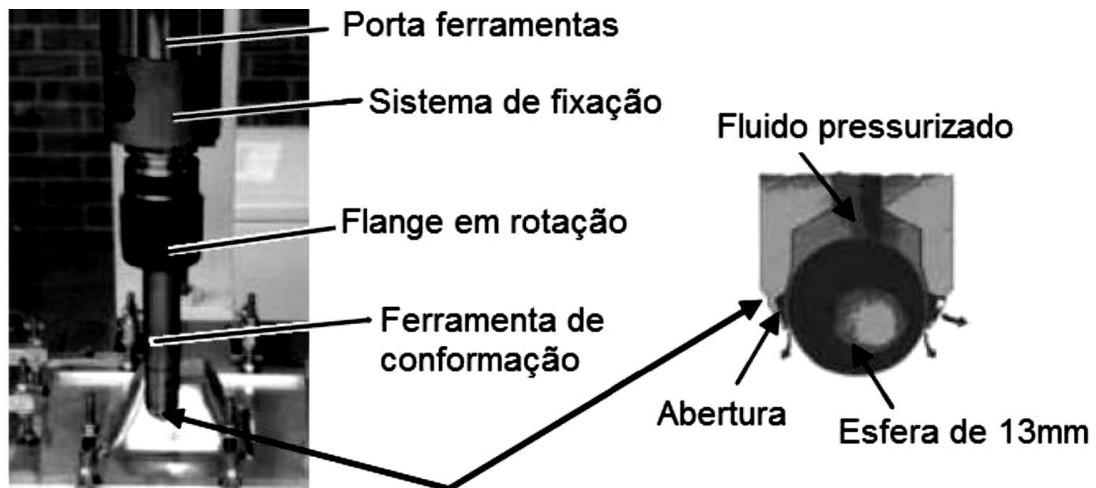 Porta ferramentas
Sistema de fixação
Fluido pressurizado
Flange em rotação
Ferramenta de
conformação
Abertura
Esfera de 13mm